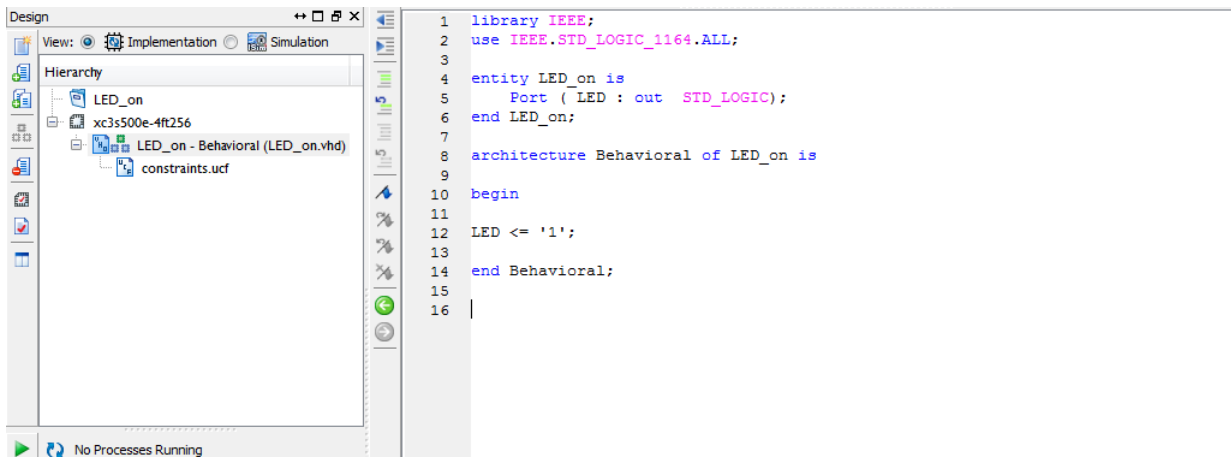 Design
View: Implementation Simulation
Hierarchy
LED_on
xc3s500e-4ft256
LED_on - Behavioral (LED_on.vhd)
constraints.ucf
No Processes Running
1 library IEEE;
2 use IEEE.STD_LOGIC_1164.ALL;
3
4 entity LED_on is
5 Port ( LED : out STD_LOGIC);
6 end LED_on;
7
8 architecture Behavioral of LED_on is
9
10 begin
11
12 LED <= '1';
13
14 end Behavioral;
15
16